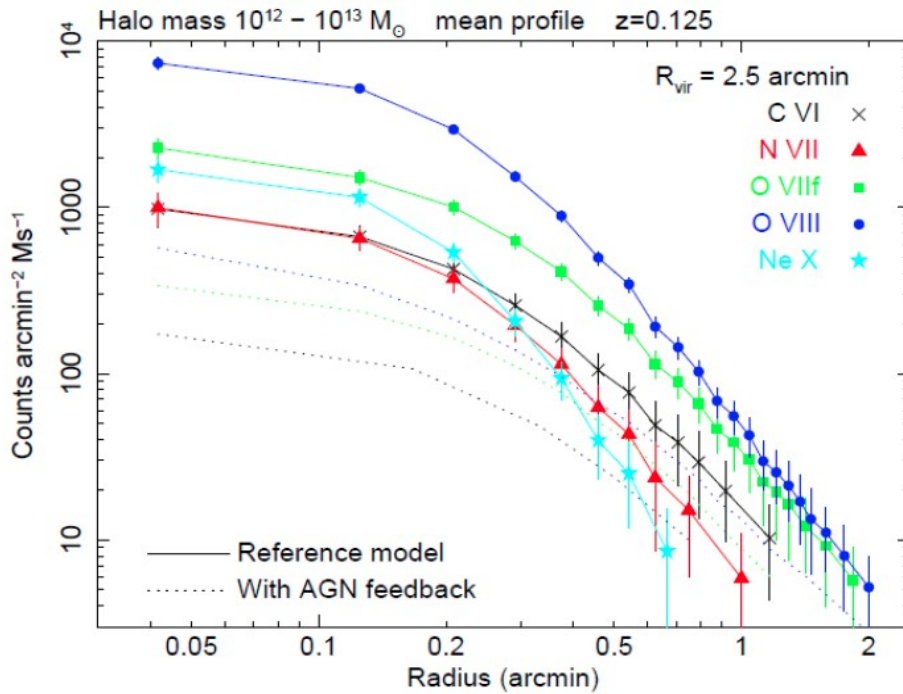 Halo mass 10¹² − 10¹³ M☉ mean profile z=0.125
R_vir = 2.5 arcmin
C VI
N VII
O VIIf
O VIII
Ne X
Counts arcmin⁻² Ms⁻¹
10⁴
1000
100
10
Reference model
With AGN feedback
0.05 0.1 0.2 0.5 1 2
Radius (arcmin)